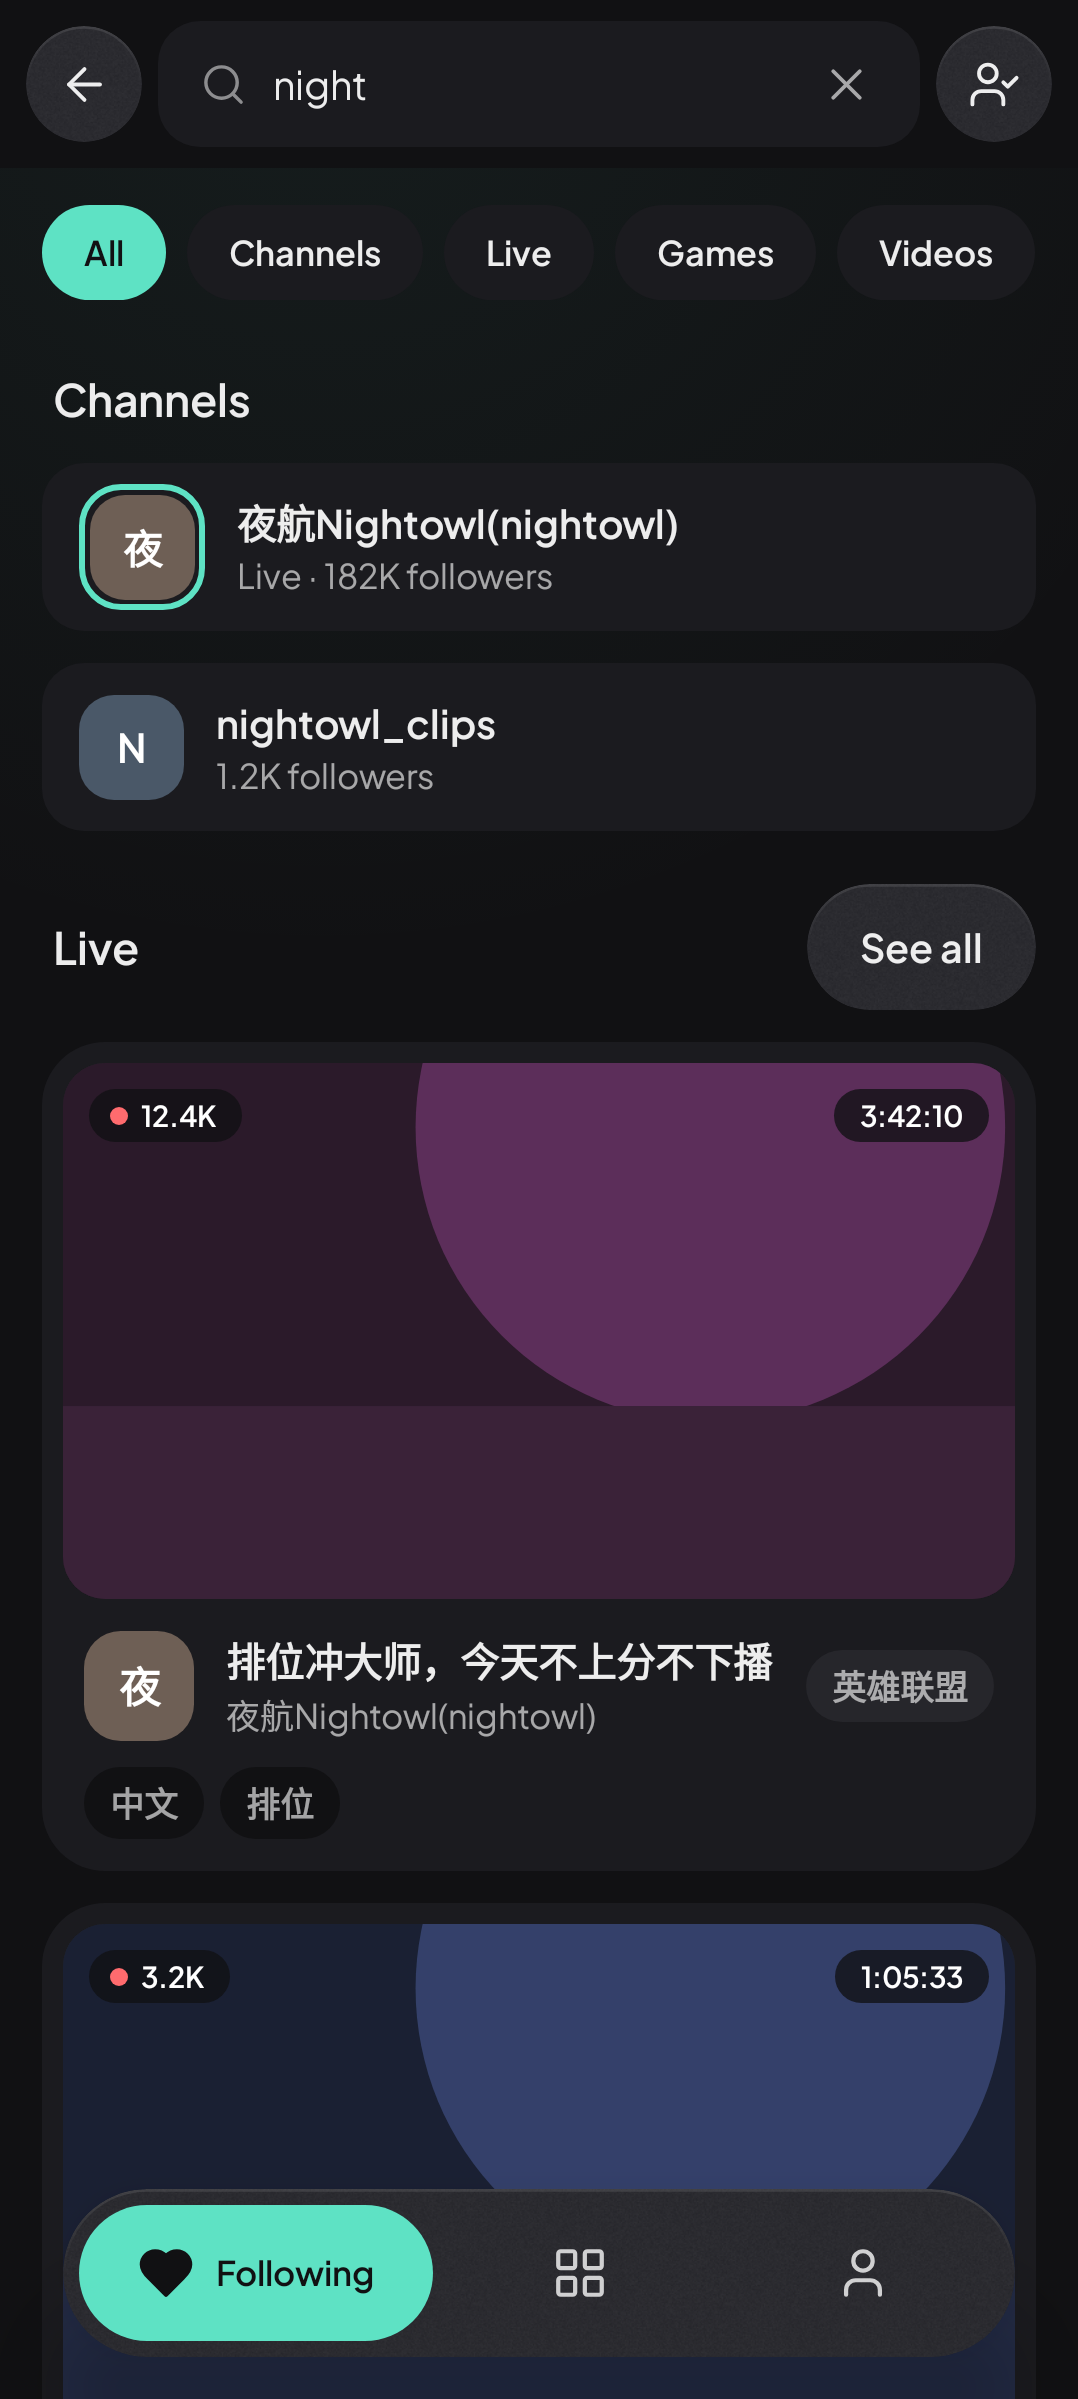 night
All
Channels
Live
Games
Videos
Channels
夜
夜航Nightowl(nightowl)
Live · 182K followers
N
nightowl_clips
1.2K followers
Live
See all
12.4K
3:42:10
夜
排位冲大师，今天不上分不下播
夜航Nightowl(nightowl)
英雄联盟
中文
排位
3.2K
1:05:33
Following